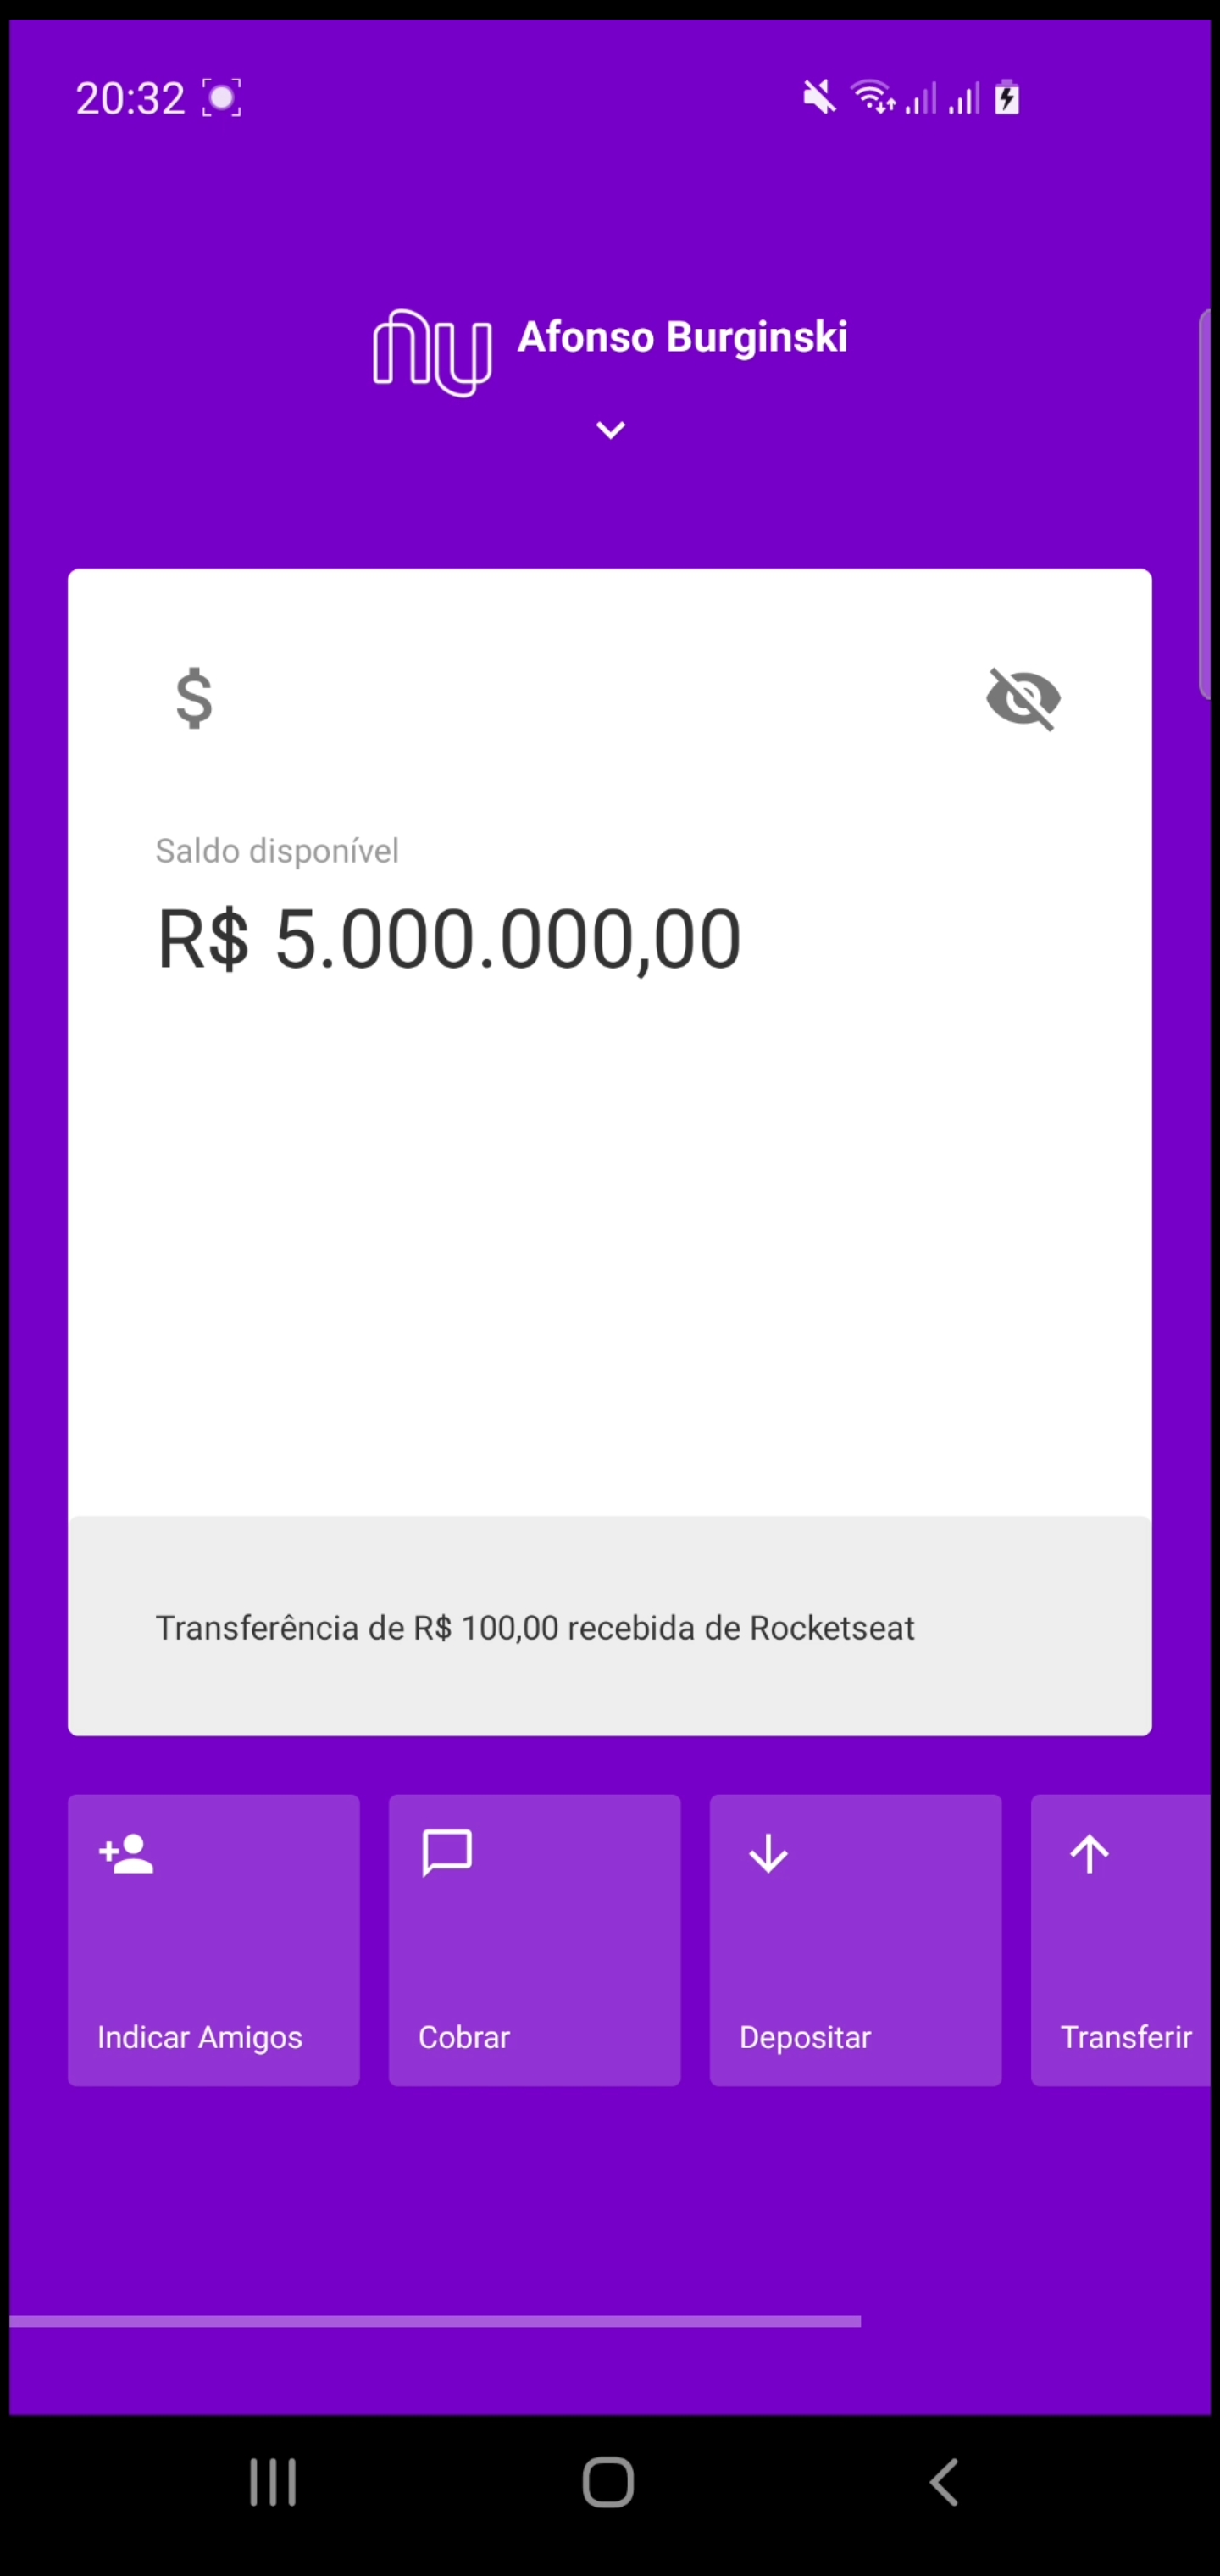 20:32
nu Afonso Burginski
$
Saldo disponível
R$ 5.000.000,00
Transferência de R$ 100,00 recebida de Rocketseat
Indicar Amigos Cobrar Depositar Transferir